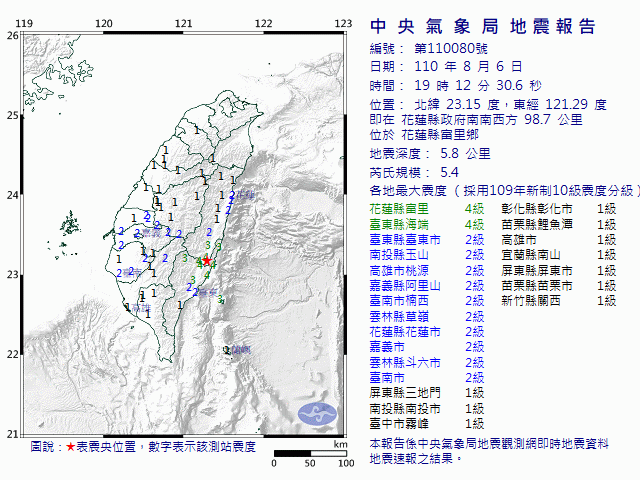 中央氣象局地震報告
編號： 第110080號
日期： 110 年 8 月 6 日
時間： 19 時 12 分 30.6 秒
位置： 北緯 23.15 度，東經 121.29 度
即在 花蓮縣政府南南西方 98.7 公里
位於 花蓮縣富里鄉
地震深度： 5.8 公里
芮氏規模： 5.4
各地最大震度（採用109年新制10級震度分級）
花蓮縣富里 4級 彰化縣彰化市 1級
臺東縣海端 4級 苗栗縣鯉魚潭 1級
臺東縣臺東市 2級 高雄市 1級
南投縣玉山 2級 宜蘭縣南山 1級
高雄市桃源 2級 屏東縣屏東市 1級
嘉義縣阿里山 2級 苗栗縣苗栗市 1級
臺南市楠西 2級 新竹縣關西 1級
雲林縣草嶺 2級
花蓮縣花蓮市 2級
嘉義市 2級
雲林縣斗六市 2級
臺南市 2級
屏東縣三地門 1級
南投縣南投市 1級
臺中市霧峰 1級
本報告係中央氣象局地震觀測網即時地震資料
地震速報之結果。
119 120 121 122 123
26
25
24
23
22
21
圖說：★表震央位置，數字表示該測站震度
km
0 50 100